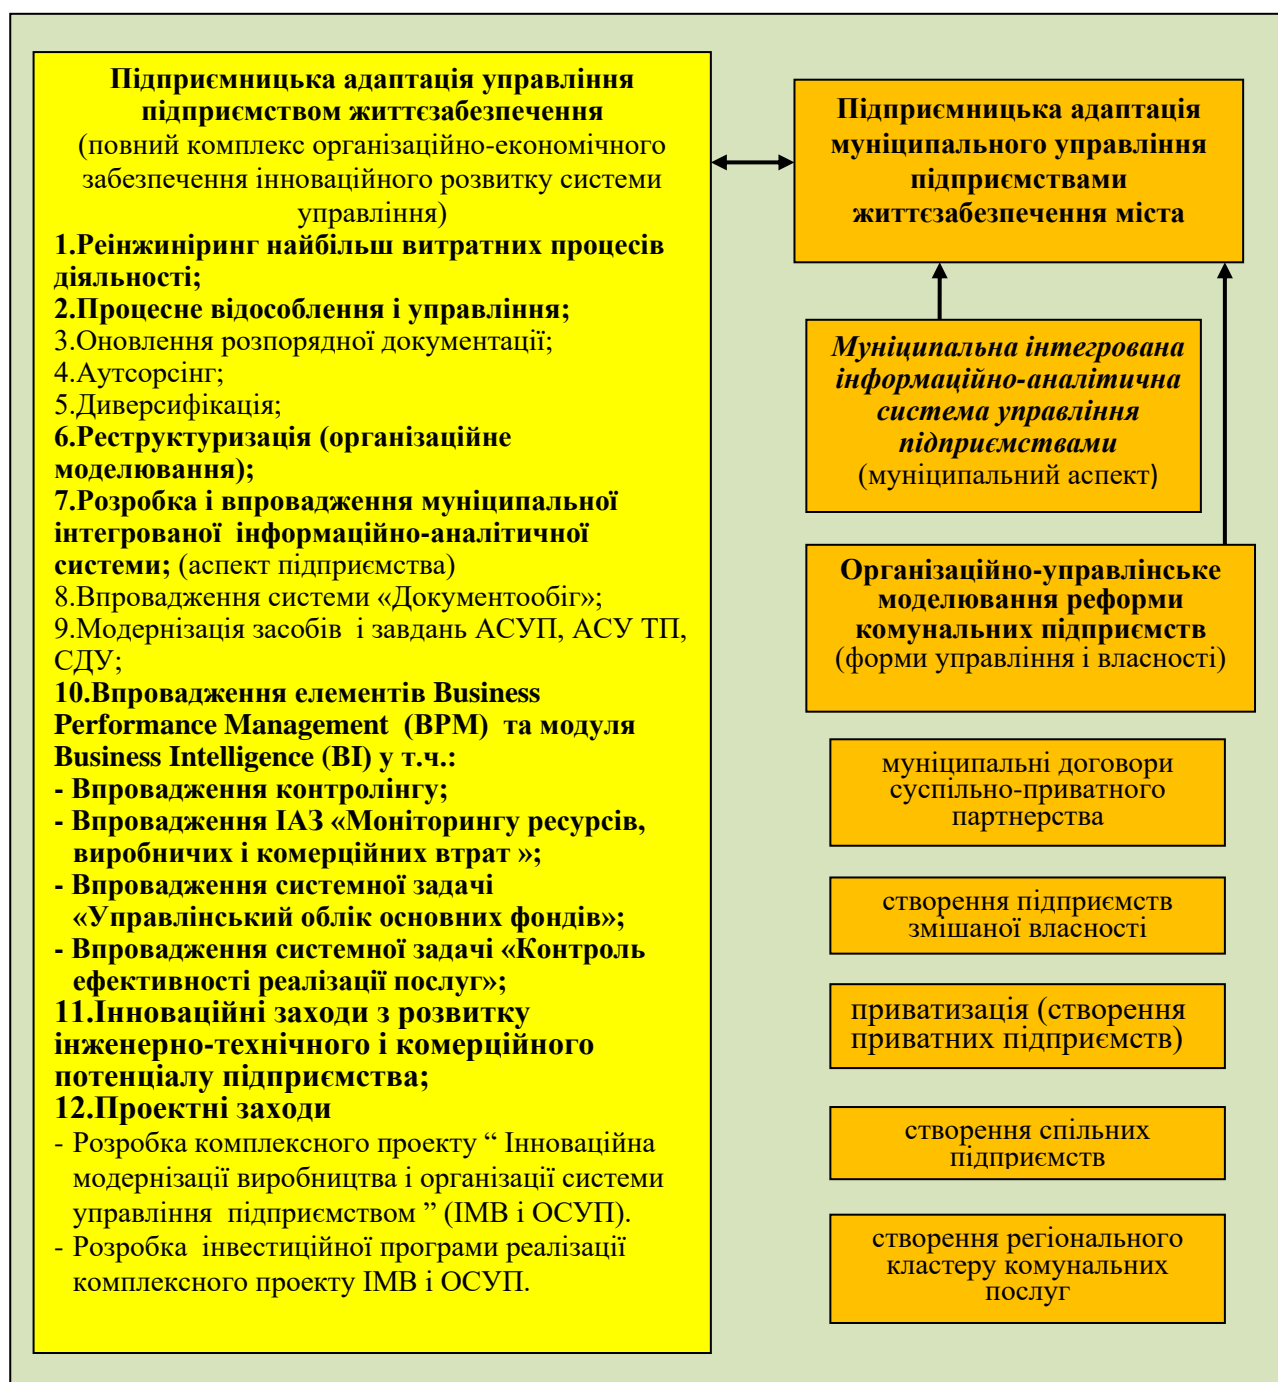 Підприємницька адаптація управління
підприємством життєзабезпечення
(повний комплекс організаційно-економічного
забезпечення інноваційного розвитку системи
управління)
1.Реінжиніринг найбільш витратних процесів
діяльності;
2.Процесне відособлення і управління;
3.Оновлення розпорядної документації;
4.Аутсорсінг;
5.Диверсифікація;
6.Реструктуризація (організаційне
моделювання);
7.Розробка і впровадження муніципальної
інтегрованої інформаційно-аналітичної
системи; (аспект підприємства)
8.Впровадження системи «Документообіг»;
9.Модернізація засобів і завдань АСУП, АСУ ТП,
СДУ;
10.Впровадження елементів Business
Performance Management (BPM) та модуля
Business Intelligence (BI) у т.ч.:
- Впровадження контролінгу;
- Впровадження ІАЗ «Моніторингу ресурсів,
виробничих і комерційних втрат »;
- Впровадження системної задачі
«Управлінський облік основних фондів»;
- Впровадження системної задачі «Контроль
ефективності реалізації послуг»;
11.Інноваційні заходи з розвитку
інженерно-технічного і комерційного
потенціалу підприємства;
12.Проектні заходи
- Розробка комплексного проекту “ Інноваційна
модернізації виробництва і організації системи
управління підприємством ” (ІМВ і ОСУП).
- Розробка інвестиційної програми реалізації
комплексного проекту ІМВ і ОСУП.
Підприємницька адаптація
муніципального управління
підприємствами
життєзабезпечення міста
Муніципальна інтегрована
інформаційно-аналітична
система управління
підприємствами
(муніципальний аспект)
Організаційно-управлінське
моделювання реформи
комунальних підприємств
(форми управління і власності)
муніципальні договори
суспільно-приватного
партнерства
створення підприємств
змішаної власності
приватизація (створення
приватних підприємств)
створення спільних
підприємств
створення регіонального
кластеру комунальних
послуг